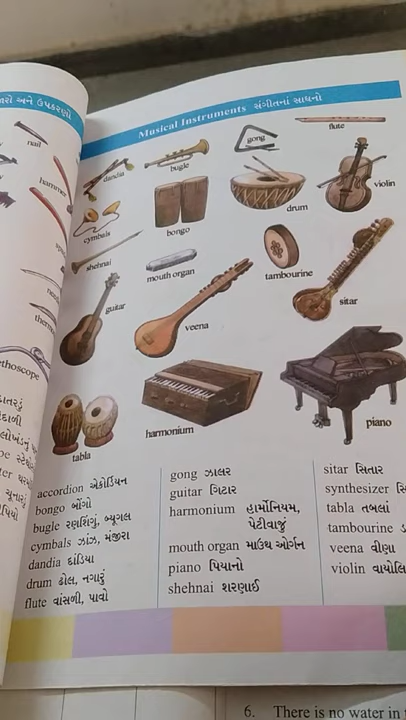 અને ઉપકરણો
nail
hammer
Musical Instruments સંગીતનાં સાધનો
dandia
bugle
gong
flute
cymbals
bongo
drum
violin
shehnai
mouth organ
tambourine
sitar
guitar
veena
tabla
harmonium
piano
accordion એકોર્ડિયન
bongo બોંગો
bugle રણશિંગું, બ્યૂગલ
cymbals ઝાંઝ, મંજીરા
dandia દાંડિયા
drum ઢોલ, નગારું
flute વાંસળી, પાવો
gong ઝાલર
guitar ગિટાર
harmonium હાર્મોનિયમ,
પેટીવાજું
mouth organ માઉથ ઓર્ગન
piano પિયાનો
shehnai શરણાઈ
sitar સિતાર
synthesizer
tabla તબલાં
tambourine
veena વીણા
violin
6. There is no water in